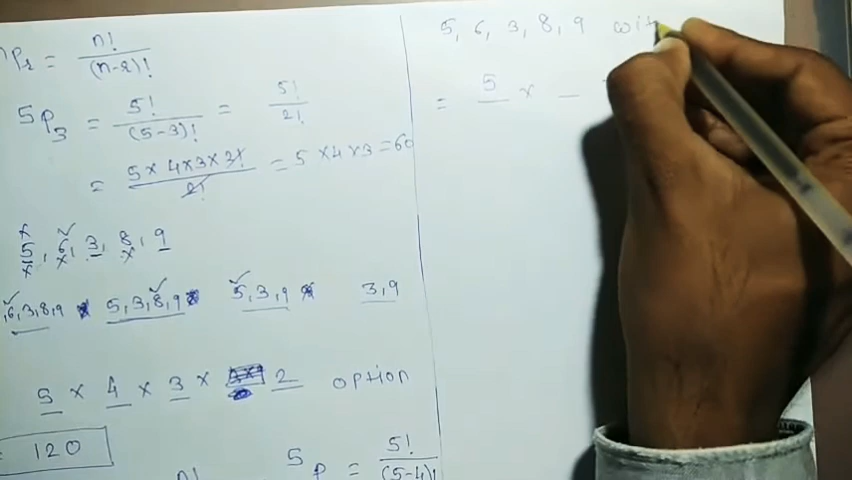 nPr = n! / (n-r)!
5P3 = 5! / (5-3)! = 5! / 2!
= 5×4×3×2! / 2! = 5×4×3 = 60
5, 6, 3, 8, 9
,6,3,8,9 5,3,8,9 5,3,9 3,9
5 × 4 × 3 × 2 option
= 120
n!
5P = 5! / (5-4)!
5, 6, 3, 8, 9 wit
= 5 × _